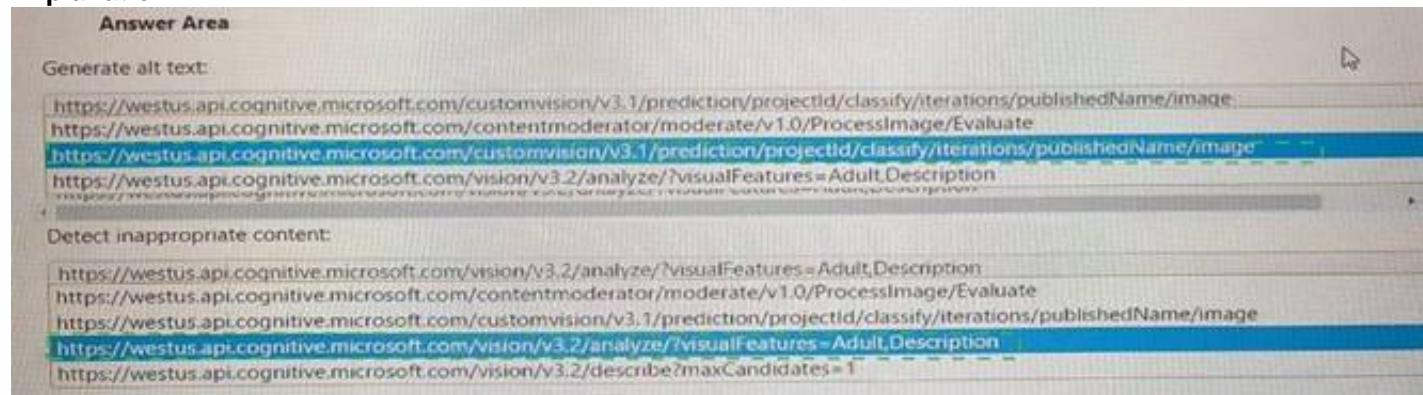 Answer Area
Generate alt text:
https://westus.api.cognitive.microsoft.com/customvision/v3.1/prediction/projectId/classify/iterations/publishedName/image
https://westus.api.cognitive.microsoft.com/contentmoderator/moderate/v1.0/ProcessImage/Evaluate
https://westus.api.cognitive.microsoft.com/customvision/v3.1/prediction/projectId/classify/iterations/publishedName/image
https://westus.api.cognitive.microsoft.com/vision/v3.2/analyze/?visualFeatures=Adult,Description
Detect inappropriate content:
https://westus.api.cognitive.microsoft.com/vision/v3.2/analyze/?visualFeatures=Adult,Description
https://westus.api.cognitive.microsoft.com/contentmoderator/moderate/v1.0/ProcessImage/Evaluate
https://westus.api.cognitive.microsoft.com/customvision/v3.1/prediction/projectId/classify/iterations/publishedName/image
https://westus.api.cognitive.microsoft.com/vision/v3.2/analyze/?visualFeatures=Adult,Description
https://westus.api.cognitive.microsoft.com/vision/v3.2/describe?maxCandidates=1